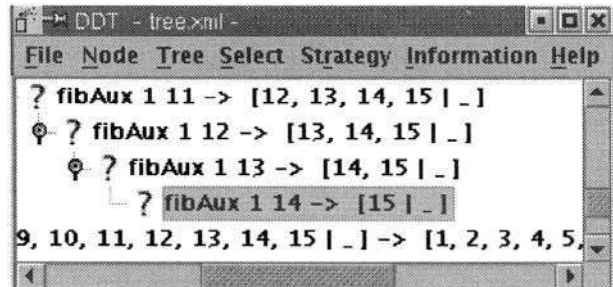 DDT - tree.xml -
File Node Tree Select Strategy Information Help
? fibAux 1 11 -> [12, 13, 14, 15 | _ ]
? fibAux 1 12 -> [13, 14, 15 | _ ]
? fibAux 1 13 -> [14, 15 | _ ]
? fibAux 1 14 -> [15 | _ ]
9, 10, 11, 12, 13, 14, 15 | _ ] -> [1, 2, 3, 4, 5,